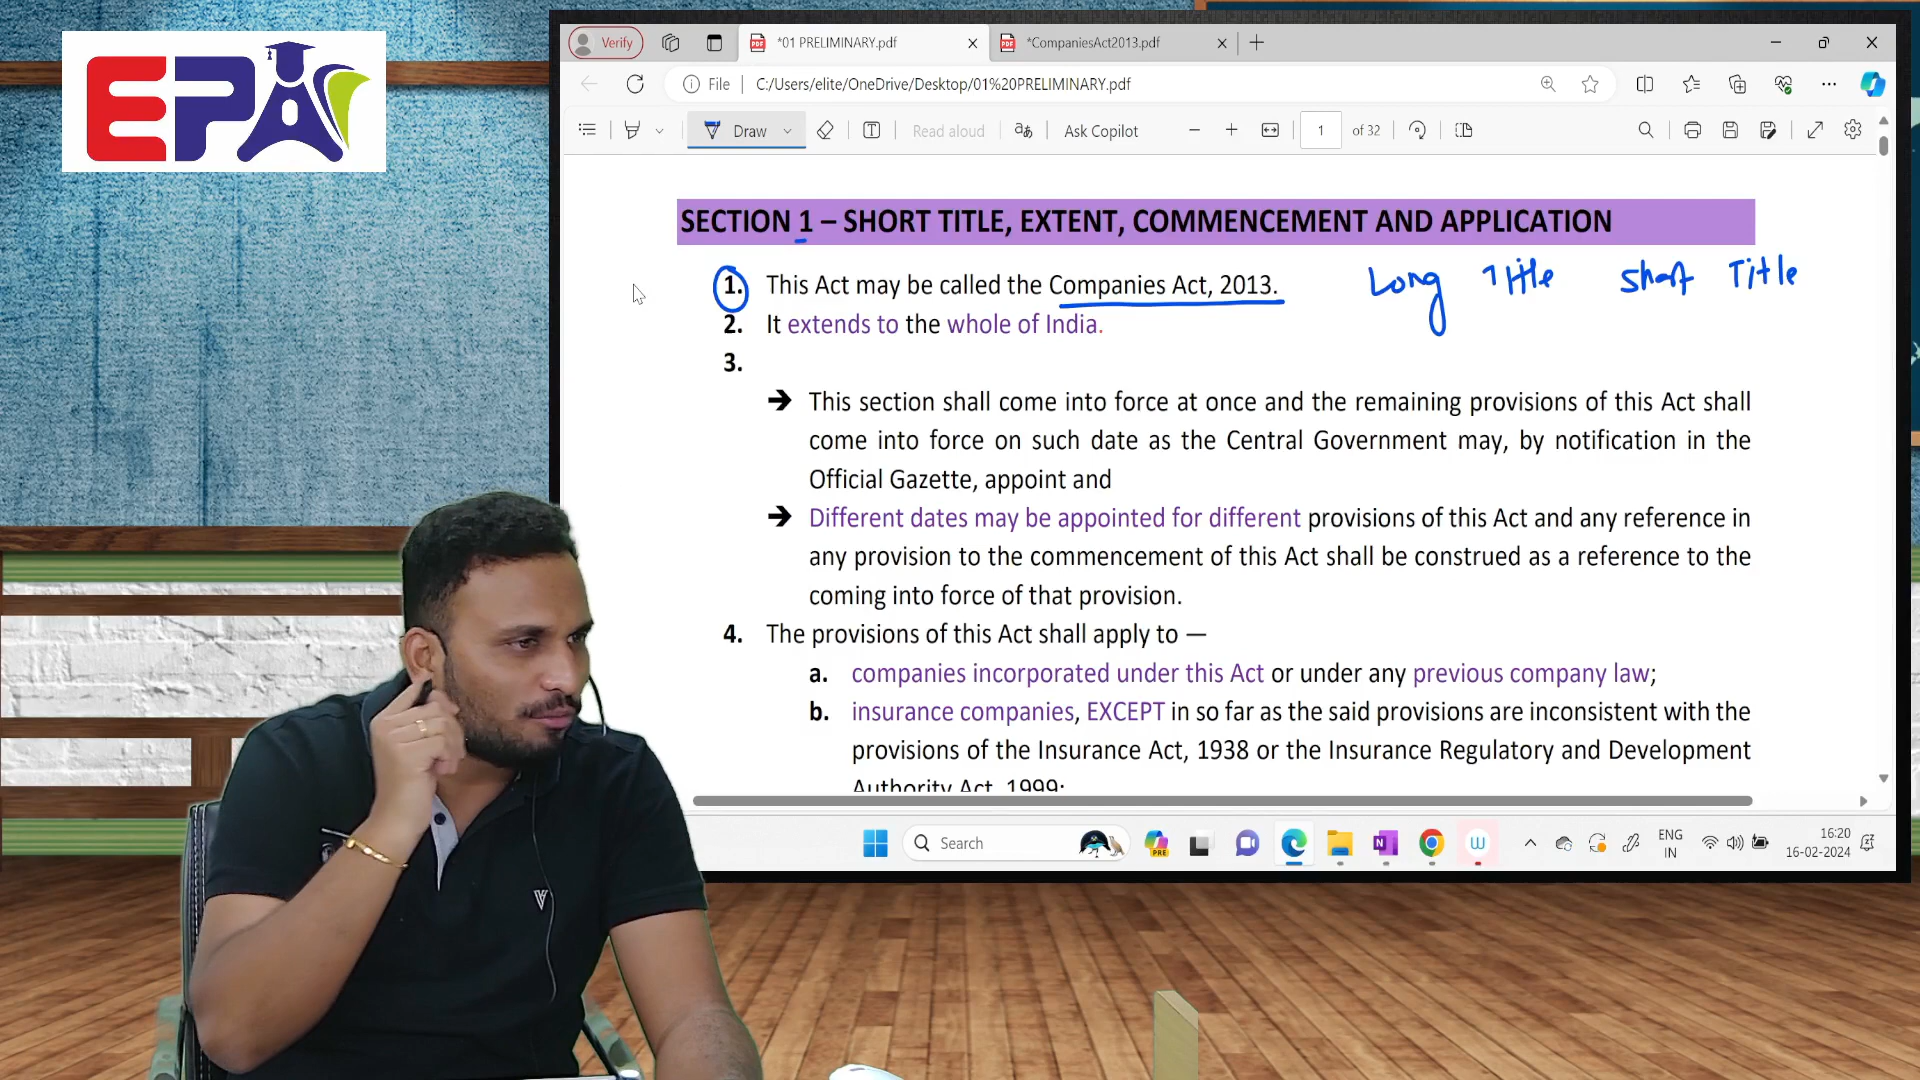 EPA
Verify
*01 PRELIMINARY.pdf
*CompaniesAct2013.pdf
File
C:/Users/elite/OneDrive/Desktop/01%20PRELIMINARY.pdf
Draw
Read aloud
Ask Copilot
1 of 32
SECTION 1 – SHORT TITLE, EXTENT, COMMENCEMENT AND APPLICATION
1. This Act may be called the Companies Act, 2013.
Long Title Short Title
2. It extends to the whole of India.
3.
➔ This section shall come into force at once and the remaining provisions of this Act shall
come into force on such date as the Central Government may, by notification in the
Official Gazette, appoint and
➔ Different dates may be appointed for different provisions of this Act and any reference in
any provision to the commencement of this Act shall be construed as a reference to the
coming into force of that provision.
4. The provisions of this Act shall apply to —
a. companies incorporated under this Act or under any previous company law;
b. insurance companies, EXCEPT in so far as the said provisions are inconsistent with the
provisions of the Insurance Act, 1938 or the Insurance Regulatory and Development
Authority Act, 1999;
Search
PRE
ENG
IN
16:20
16-02-2024